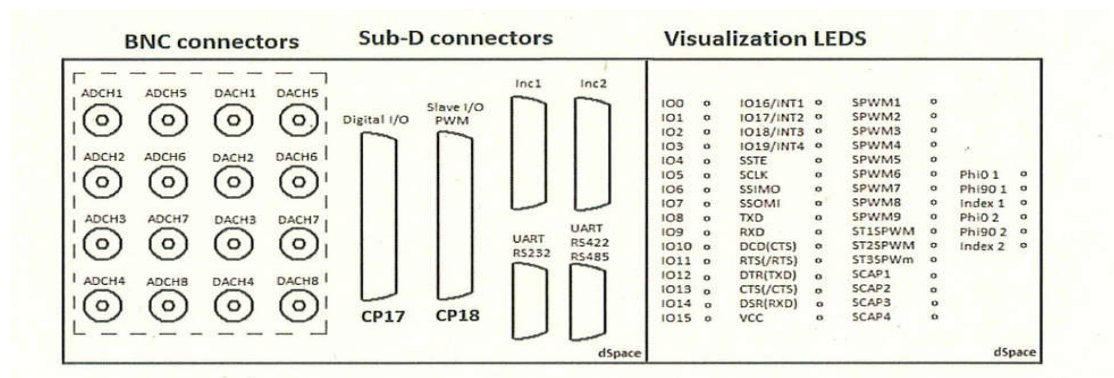 BNC connectors Sub-D connectors Visualization LEDS
ADCH1 ADCH5 DACH1 DACH5
ADCH2 ADCH6 DACH2 DACH6
ADCH3 ADCH7 DACH3 DACH7
ADCH4 ADCH8 DACH4 DACH8
Digital I/O
CP17
Slave I/O
PWM
CP18
Inc1 Inc2
UART
RS232
UART
RS422
RS485
dSpace
IO0 IO16/INT1 SPWM1
IO1 IO17/INT2 SPWM2
IO2 IO18/INT3 SPWM3
IO3 IO19/INT4 SPWM4
IO4 SSTE SPWM5
IO5 SCLK SPWM6 Phi0 1
IO6 SSIMO SPWM7 Phi90 1
IO7 SSOMI SPWM8 Index 1
IO8 TXD SPWM9 Phi0 2
IO9 RXD ST1SPWM Phi90 2
IO10 DCD(CTS) ST2SPWM Index 2
IO11 RTS(/RTS) ST3SPWm
IO12 DTR(TXD) SCAP1
IO13 CTS(/CTS) SCAP2
IO14 DSR(RXD) SCAP3
IO15 VCC SCAP4
dSpace